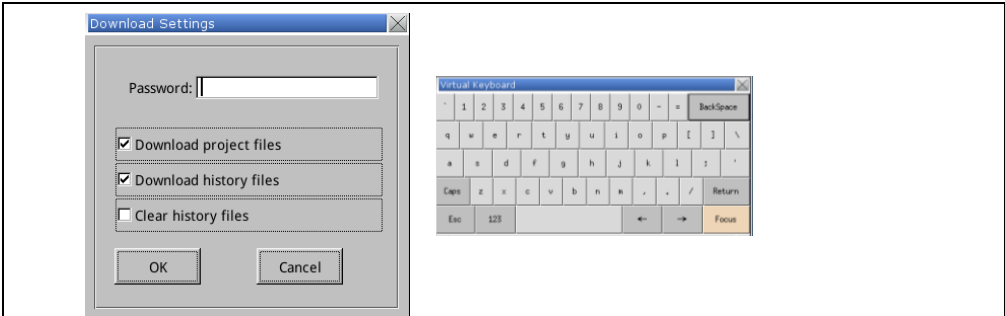 Download Settings
Password:
Download project files
Download history files
Clear history files
OK Cancel
Virtual Keyboard
` 1 2 3 4 5 6 7 8 9 0 - = BackSpace
q w e r t y u i o p [ ] \
a s d f g h j k l ; '
Caps z x c v b n m , . / Return
Esc 123 ← → Focus